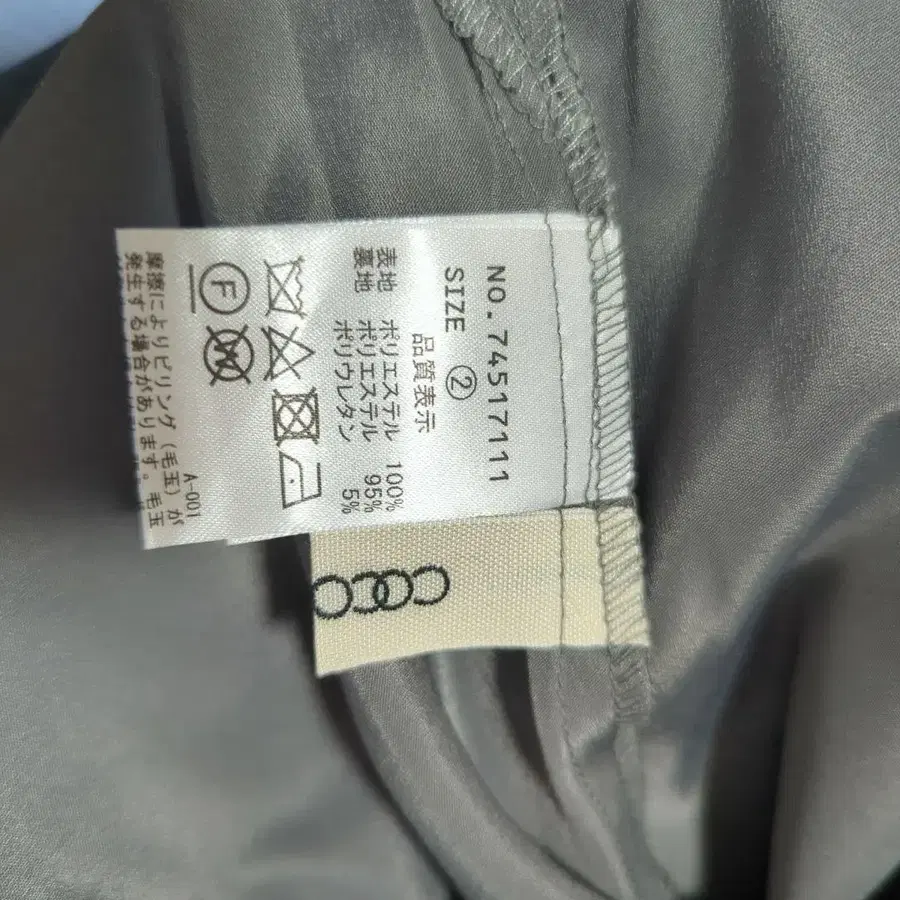 NO.74517111
SIZE ②
品質表示
表地 ポリエステル 100%
裏地 ポリエステル 95%
ポリウレタン 5%
F W
A-001
摩擦によりピリング(毛玉)が
発生する場合があります。毛玉